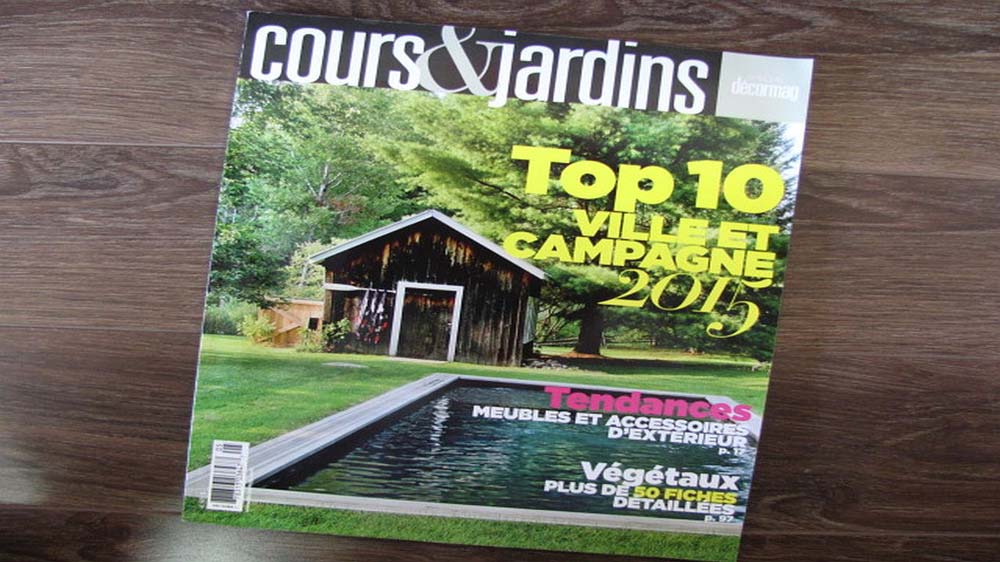 cours&jardins
décormag
Top 10
VILLE ET
CAMPAGNE
2015
Tendances
MEUBLES ET ACCESSOIRES
D'EXTÉRIEUR
p. 17
Végétaux
PLUS DE 50 FICHES
DÉTAILLÉES
p. 97